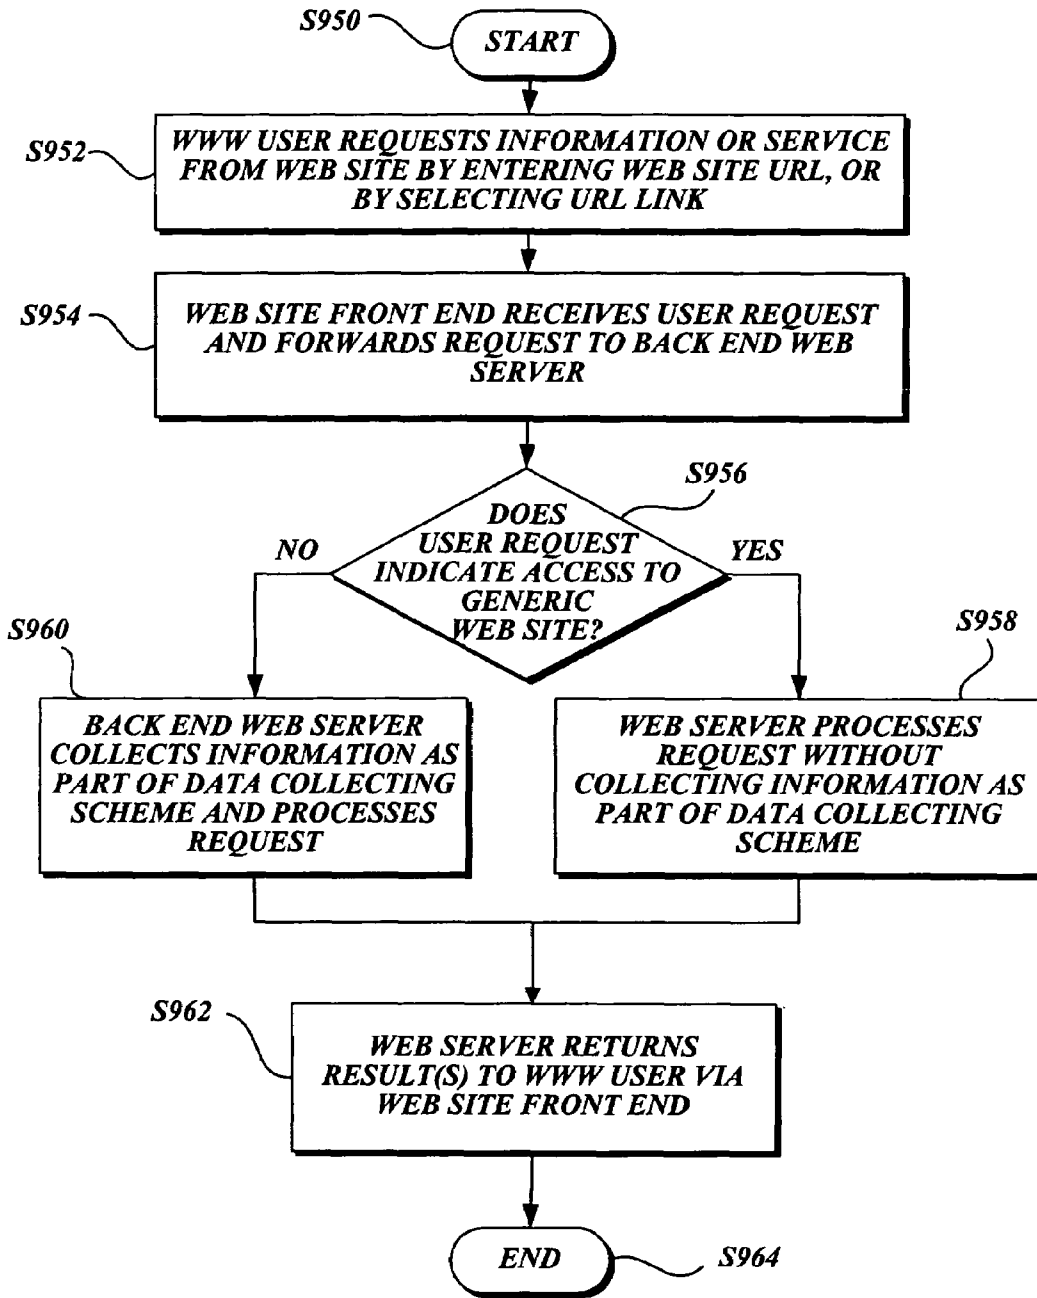 S950
START
S952
WWW USER REQUESTS INFORMATION OR SERVICE
FROM WEB SITE BY ENTERING WEB SITE URL, OR
BY SELECTING URL LINK
S954
WEB SITE FRONT END RECEIVES USER REQUEST
AND FORWARDS REQUEST TO BACK END WEB
SERVER
S956
DOES
USER REQUEST
INDICATE ACCESS TO
GENERIC
WEB SITE?
NO
YES
S960
BACK END WEB SERVER
COLLECTS INFORMATION AS
PART OF DATA COLLECTING
SCHEME AND PROCESSES
REQUEST
S958
WEB SERVER PROCESSES
REQUEST WITHOUT
COLLECTING INFORMATION AS
PART OF DATA COLLECTING
SCHEME
S962
WEB SERVER RETURNS
RESULT(S) TO WWW USER VIA
WEB SITE FRONT END
END
S964